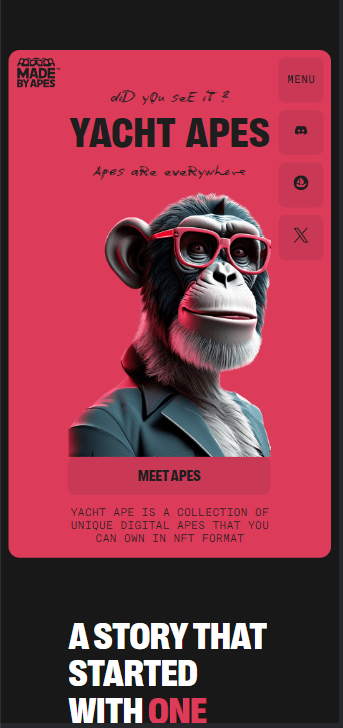 MADE™
BY APES
MENU
diD yOu seE iT ?
YACHT APES
Apes aRe eveRywhere
MEET APES
YACHT APE IS A COLLECTION OF
UNIQUE DIGITAL APES THAT YOU
CAN OWN IN NFT FORMAT
A STORY THAT
STARTED
WITH ONE